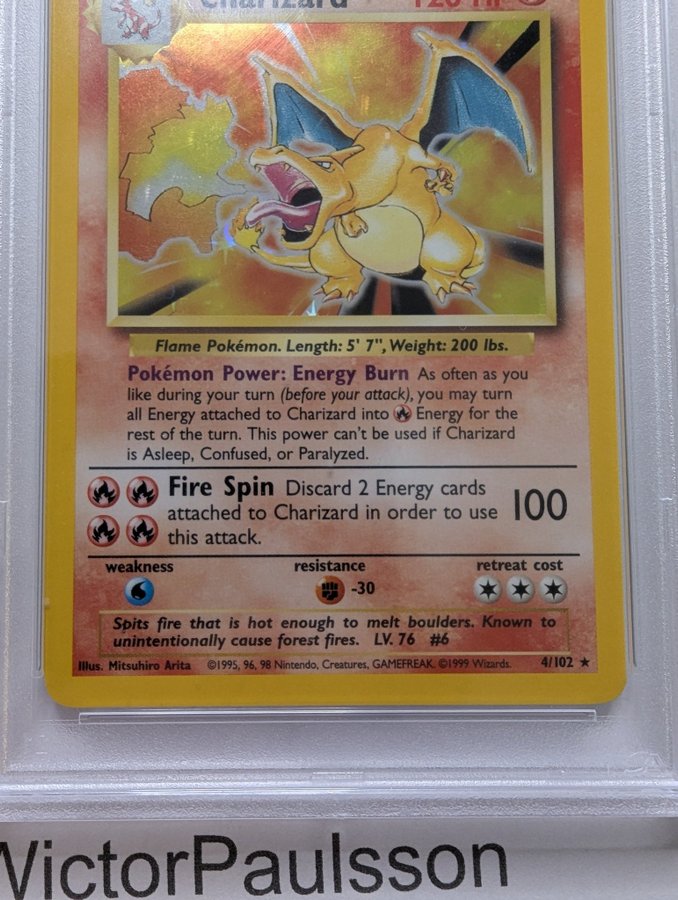 Charizard 120 HP
Flame Pokémon. Length: 5' 7", Weight: 200 lbs.
Pokémon Power: Energy Burn As often as you
like during your turn (before your attack), you may turn
all Energy attached to Charizard into Energy for the
rest of the turn. This power can't be used if Charizard
is Asleep, Confused, or Paralyzed.
Fire Spin Discard 2 Energy cards
attached to Charizard in order to use 100
this attack.
weakness resistance retreat cost
-30
Spits fire that is hot enough to melt boulders. Known to
unintentionally cause forest fires. LV. 76 #6
Illus. Mitsuhiro Arita ©1995, 96, 98 Nintendo, Creatures, GAMEFREAK. ©1999 Wizards. 4/102 ★
VictorPaulsson